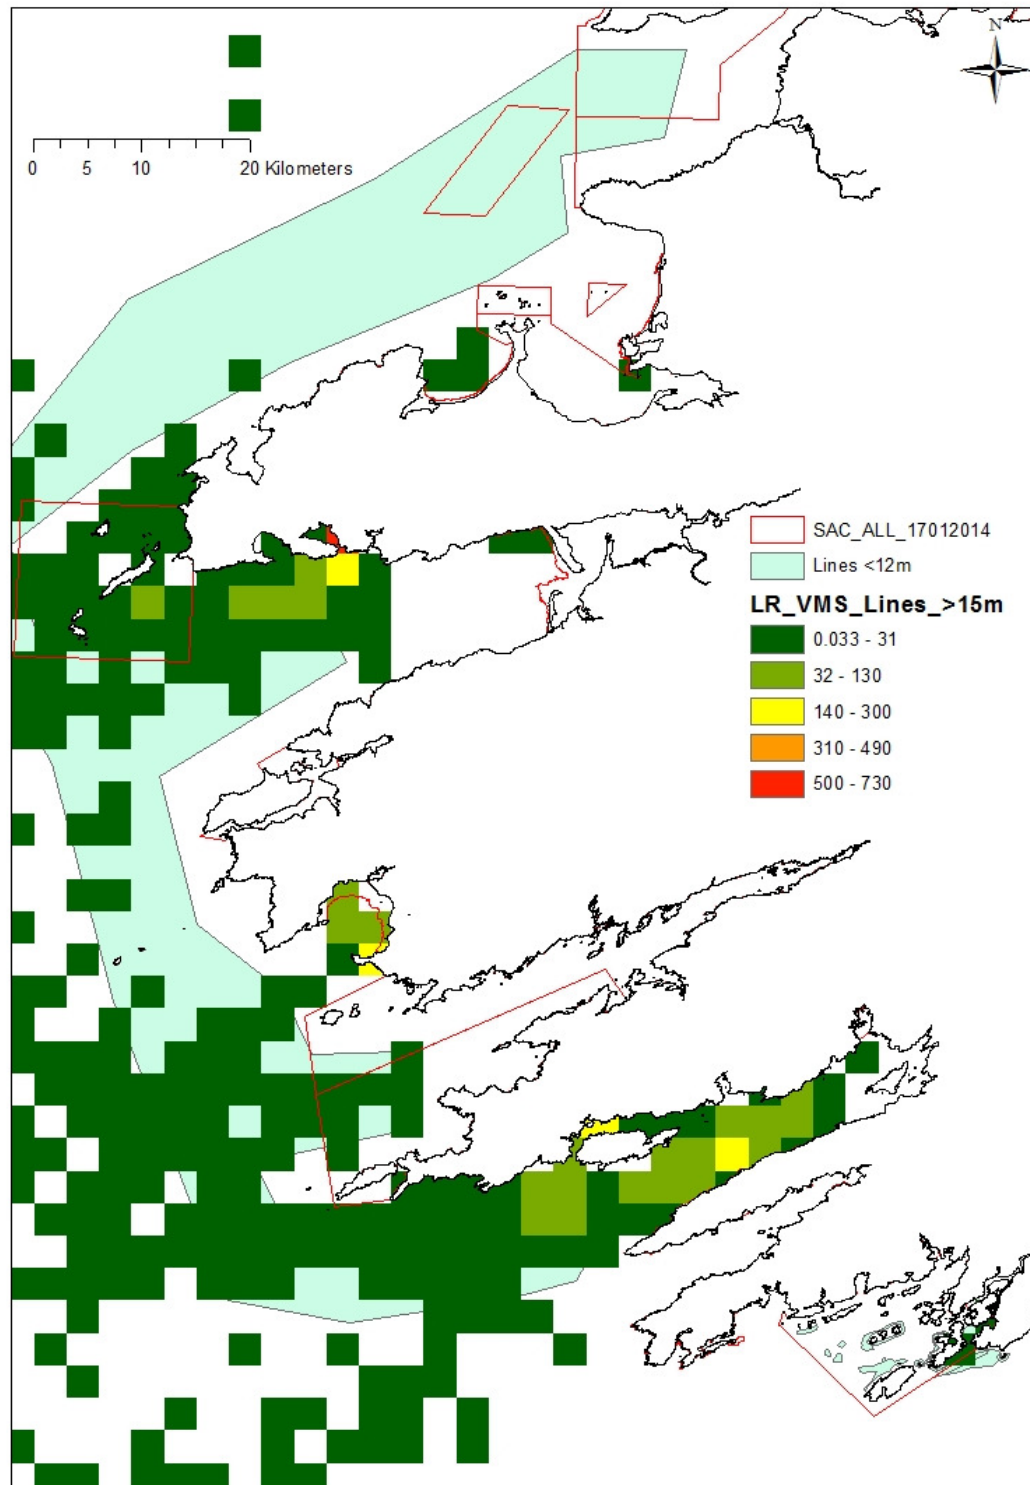 N
0 5 10 20 Kilometers
SAC_ALL_17012014
Lines <12m
LR_VMS_Lines_>15m
0.033 - 31
32 - 130
140 - 300
310 - 490
500 - 730